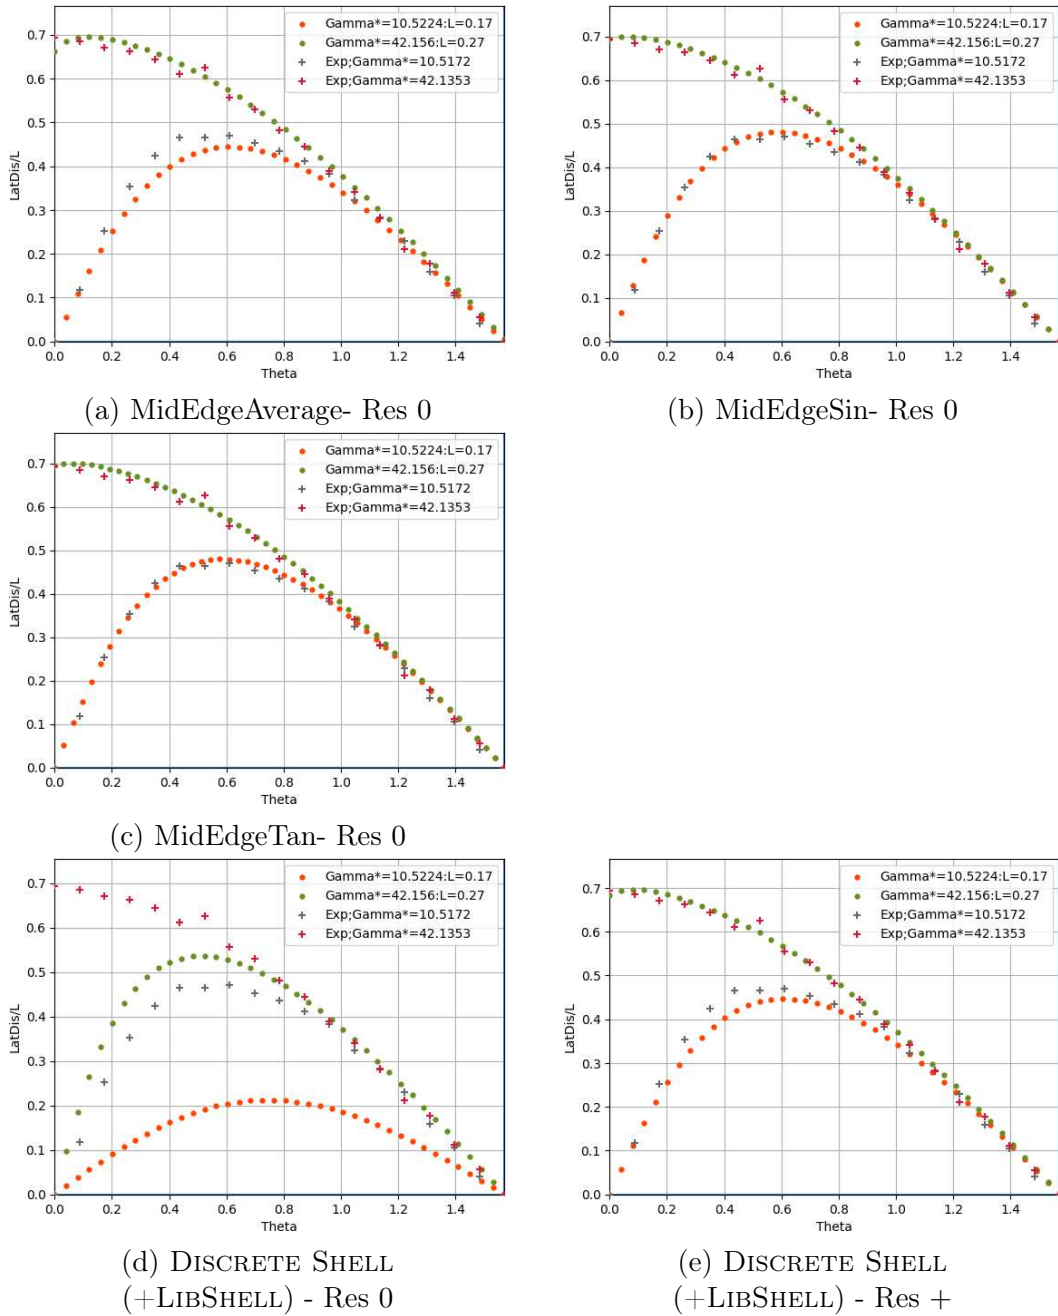 Gamma*=10.5224:L=0.17
Gamma*=42.156:L=0.27
Exp;Gamma*=10.5172
Exp;Gamma*=42.1353
LatDis/L
0.7
0.6
0.5
0.4
0.3
0.2
0.1
0.0
0.0 0.2 0.4 0.6 0.8 1.0 1.2 1.4
Theta
(a) MidEdgeAverage- Res 0
Gamma*=10.5224:L=0.17
Gamma*=42.156:L=0.27
Exp;Gamma*=10.5172
Exp;Gamma*=42.1353
LatDis/L
0.7
0.6
0.5
0.4
0.3
0.2
0.1
0.0
0.0 0.2 0.4 0.6 0.8 1.0 1.2 1.4
Theta
(b) MidEdgeSin- Res 0
Gamma*=10.5224:L=0.17
Gamma*=42.156:L=0.27
Exp;Gamma*=10.5172
Exp;Gamma*=42.1353
LatDis/L
0.7
0.6
0.5
0.4
0.3
0.2
0.1
0.0
0.0 0.2 0.4 0.6 0.8 1.0 1.2 1.4
Theta
(c) MidEdgeTan- Res 0
Gamma*=10.5224:L=0.17
Gamma*=42.156:L=0.27
Exp;Gamma*=10.5172
Exp;Gamma*=42.1353
LatDis/L
0.7
0.6
0.5
0.4
0.3
0.2
0.1
0.0
0.0 0.2 0.4 0.6 0.8 1.0 1.2 1.4
Theta
(d) DISCRETE SHELL
(+LIBSHELL) - Res 0
Gamma*=10.5224:L=0.17
Gamma*=42.156:L=0.27
Exp;Gamma*=10.5172
Exp;Gamma*=42.1353
LatDis/L
0.7
0.6
0.5
0.4
0.3
0.2
0.1
0.0
0.0 0.2 0.4 0.6 0.8 1.0 1.2 1.4
Theta
(e) DISCRETE SHELL
(+LIBSHELL) - Res +